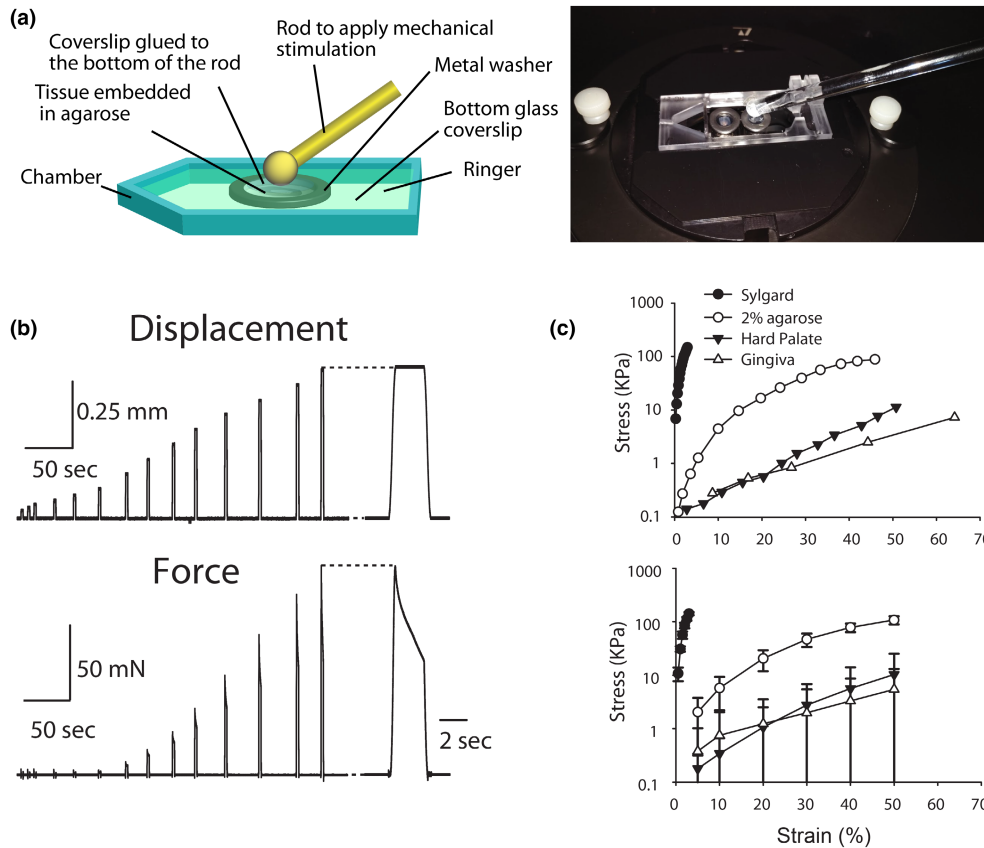 (a)
Coverslip glued to
the bottom of the rod
Rod to apply mechanical
stimulation
Tissue embedded
in agarose
Metal washer
Bottom glass
coverslip
Chamber
Ringer
(b)
Displacement
0.25 mm
50 sec
Force
50 mN
50 sec
2 sec
(c)
Sylgard
2% agarose
Hard Palate
Gingiva
Stress (KPa)
1000
100
10
1
0.1
0 10 20 30 40 50 60 70
Stress (KPa)
1000
100
10
1
0.1
0 10 20 30 40 50 60 70
Strain (%)